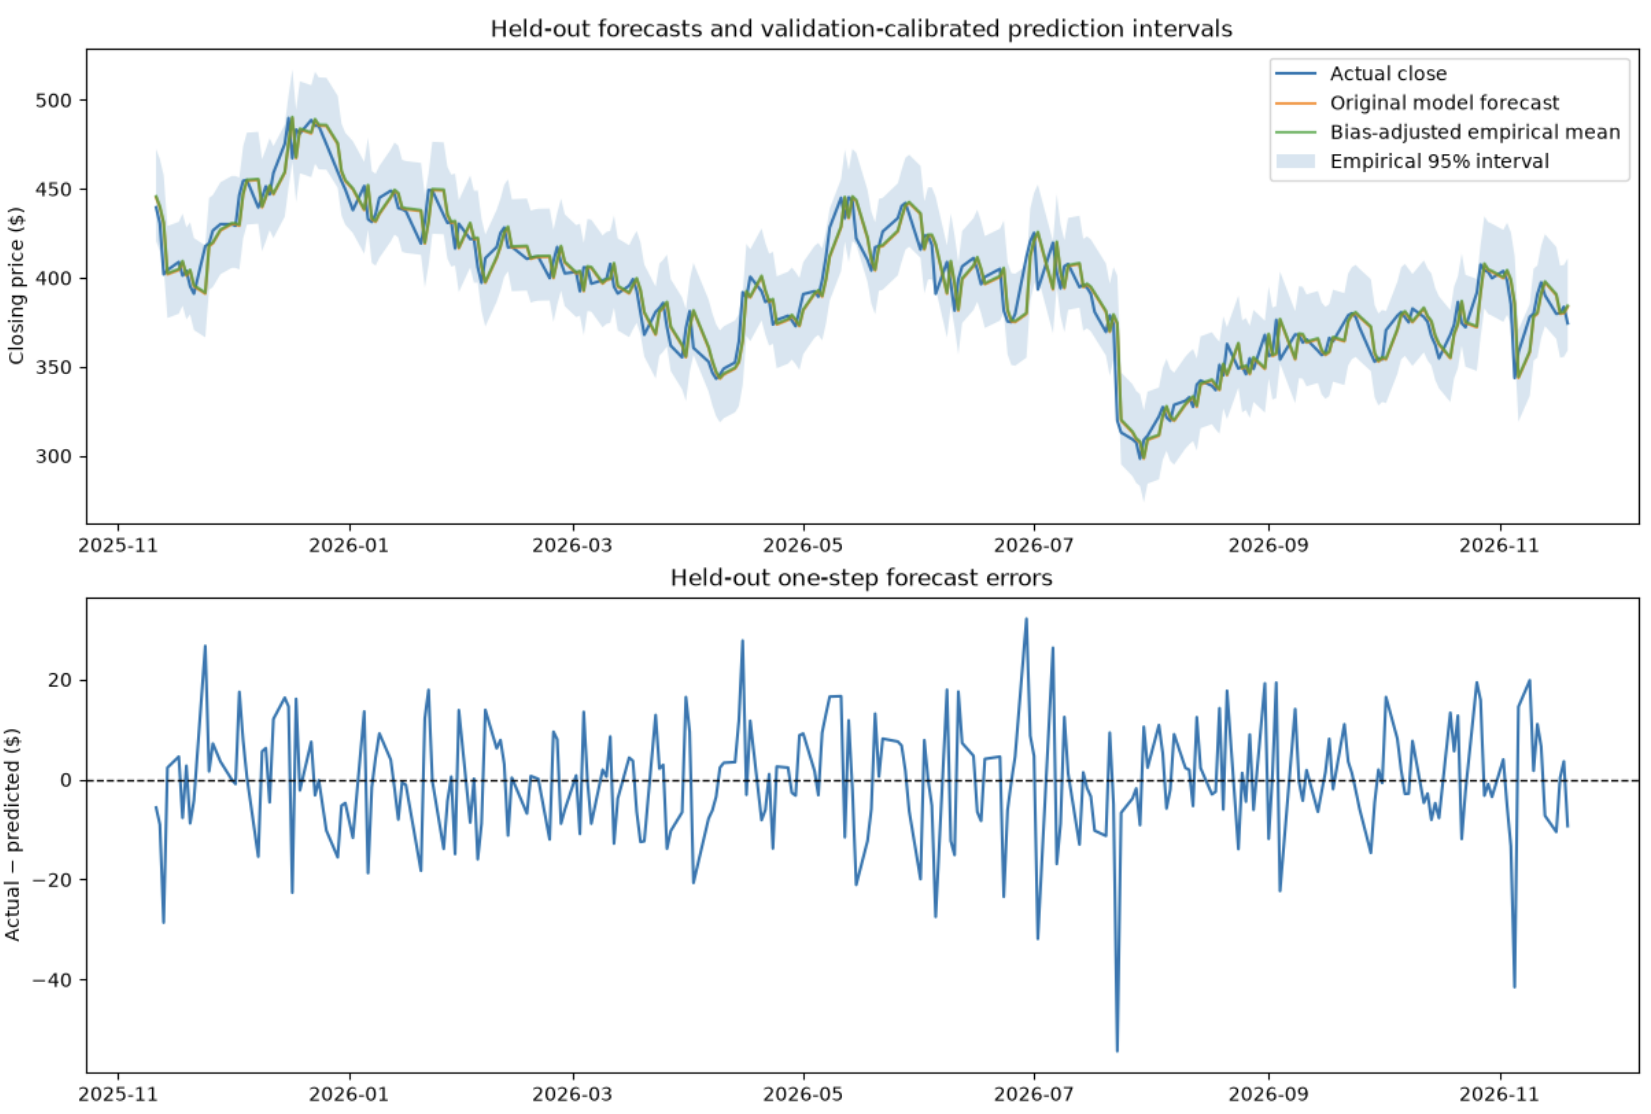 Held-out forecasts and validation-calibrated prediction intervals
Closing price ($)
500
450
400
350
300
Actual close
Original model forecast
Bias-adjusted empirical mean
Empirical 95% interval
2025-11
2026-01
2026-03
2026-05
2026-07
2026-09
2026-11
Held-out one-step forecast errors
Actual − predicted ($)
20
0
−20
−40
2025-11
2026-01
2026-03
2026-05
2026-07
2026-09
2026-11